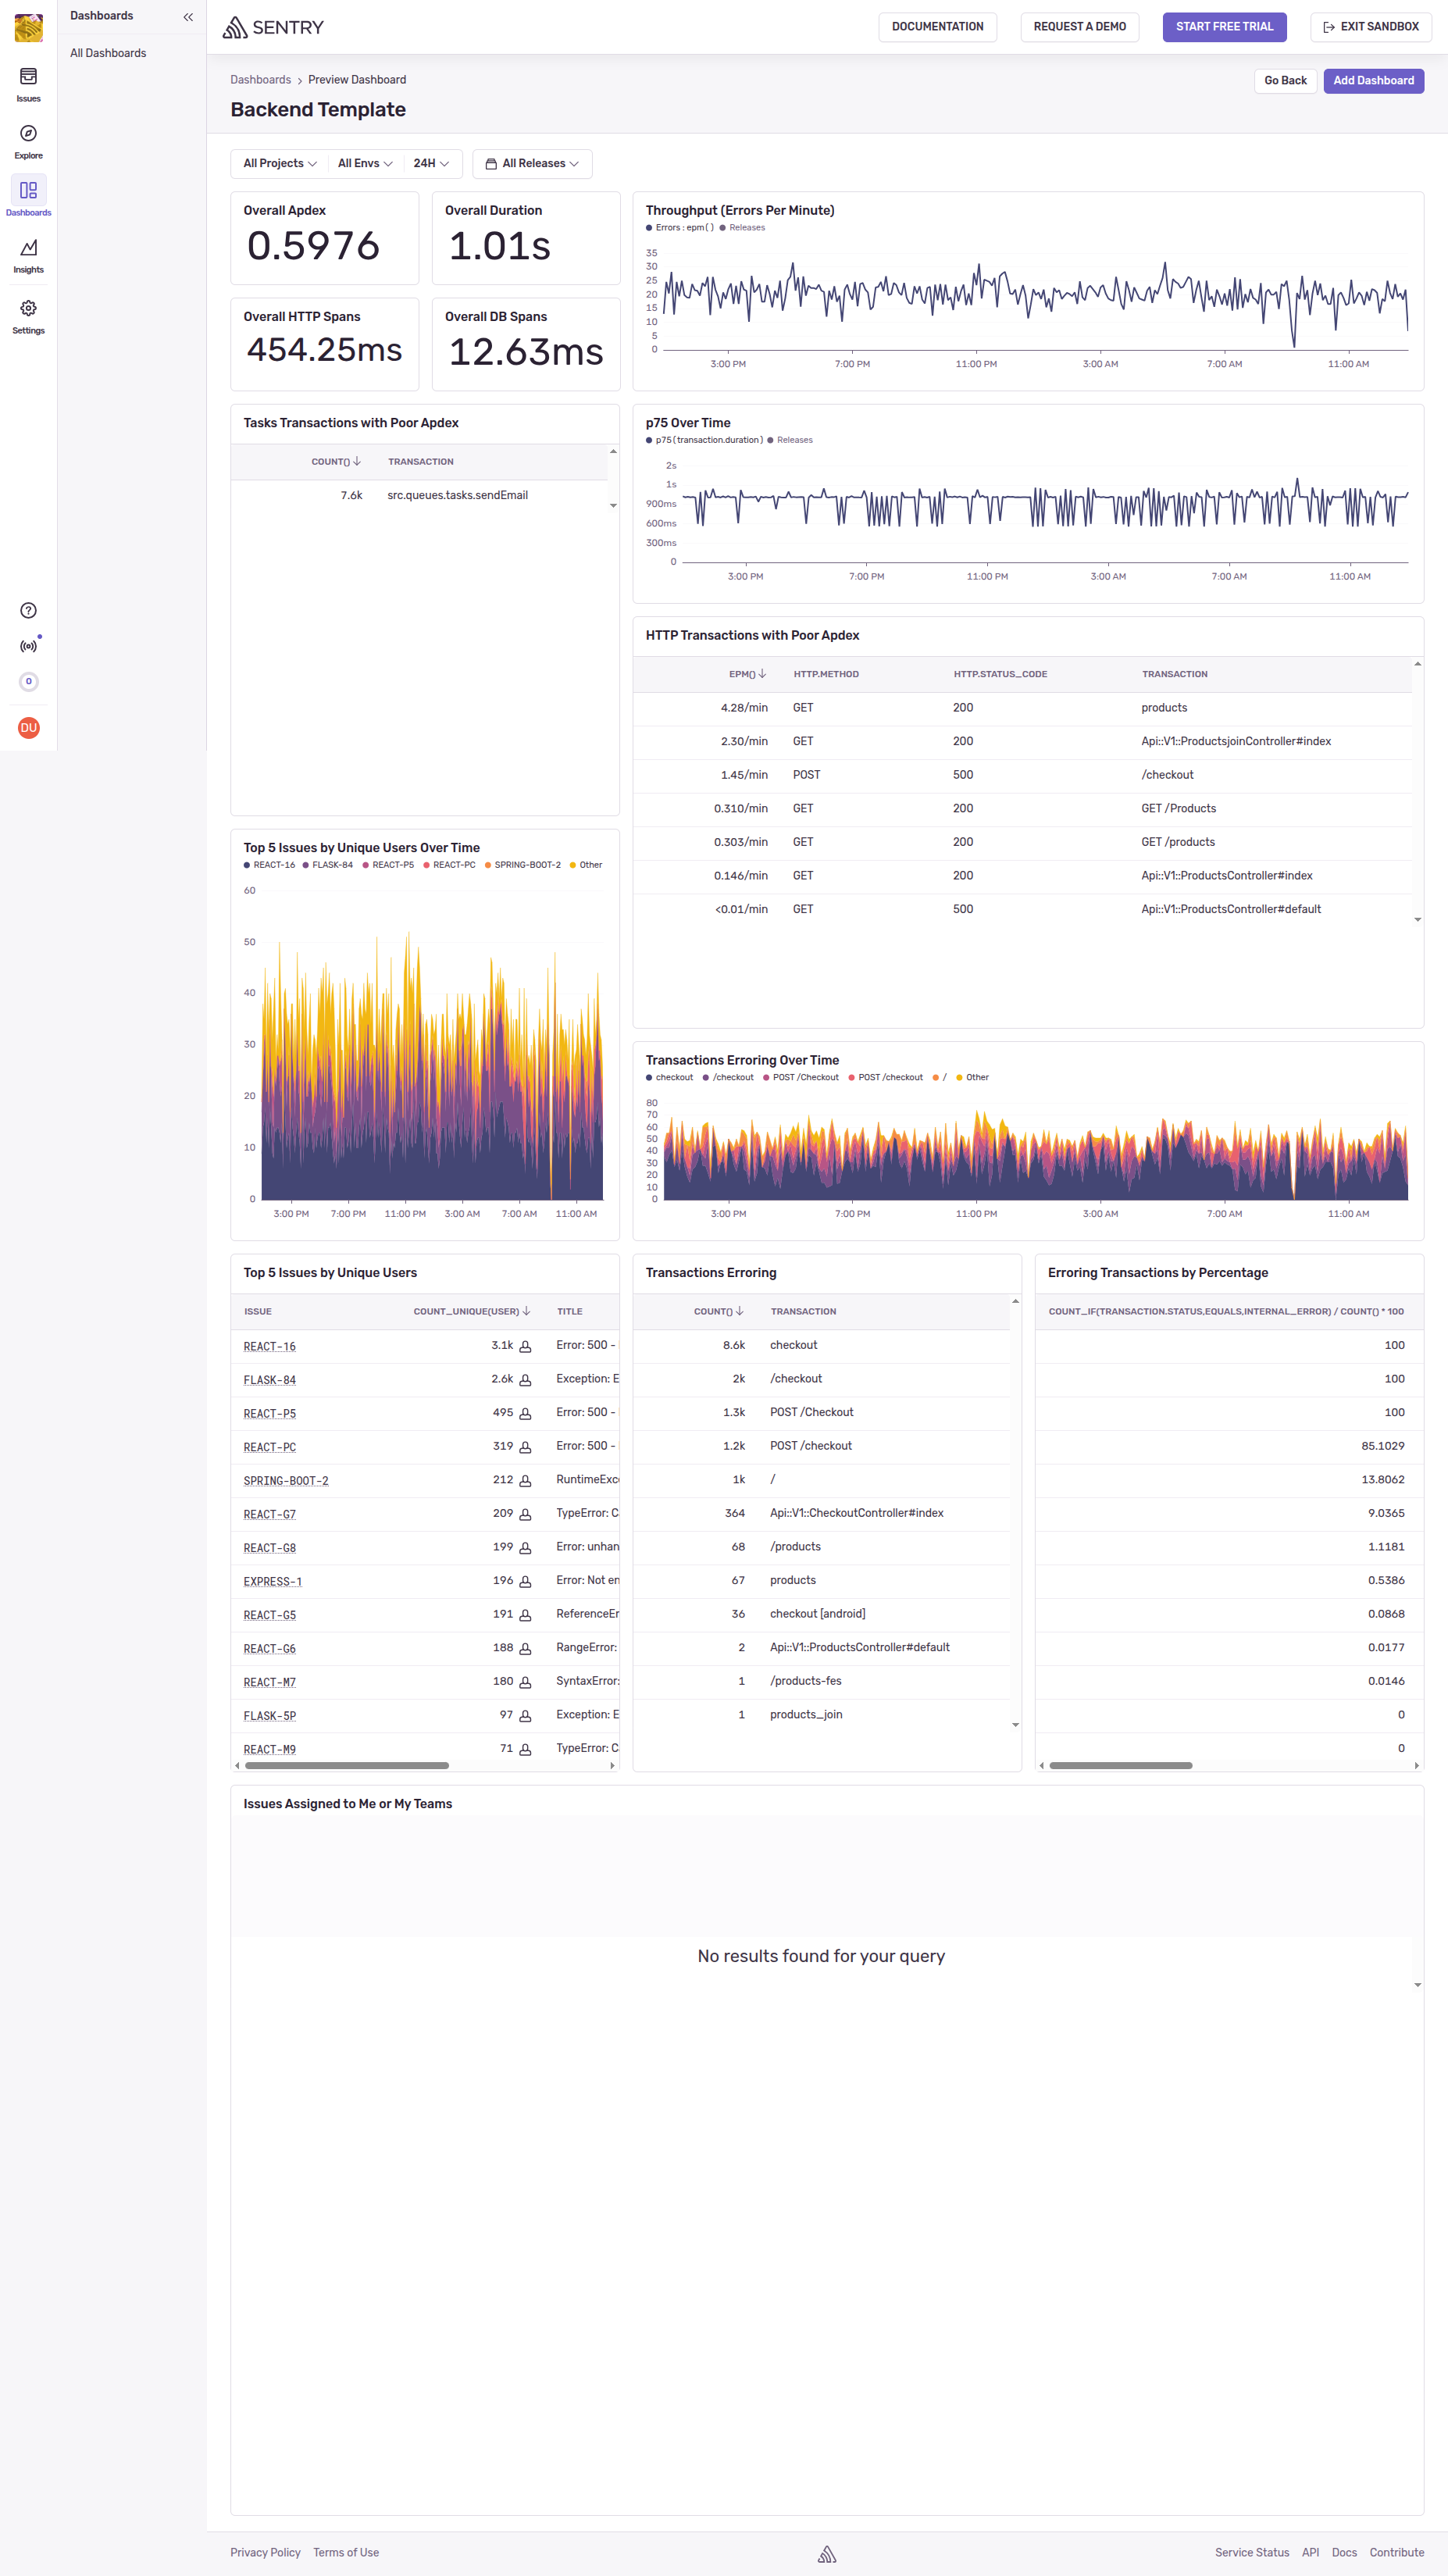 Dashboards
All Dashboards
Issues
Explore
Dashboards
Insights
Settings
0
DU
SENTRY
DOCUMENTATION
REQUEST A DEMO
START FREE TRIAL
EXIT SANDBOX
Dashboards > Preview Dashboard
Go Back
Add Dashboard
Backend Template
All Projects
All Envs
24H
All Releases
Overall Apdex
0.5976
Overall Duration
1.01s
Overall HTTP Spans
454.25ms
Overall DB Spans
12.63ms
Throughput (Errors Per Minute)
Errors : epm() Releases
35
30
25
20
15
10
5
0
3:00 PM 7:00 PM 11:00 PM 3:00 AM 7:00 AM 11:00 AM
Tasks Transactions with Poor Apdex
COUNT() TRANSACTION
7.6k src.queues.tasks.sendEmail
p75 Over Time
p75(transaction.duration) Releases
2s
1s
900ms
600ms
300ms
0
3:00 PM 7:00 PM 11:00 PM 3:00 AM 7:00 AM 11:00 AM
HTTP Transactions with Poor Apdex
EPM() HTTP.METHOD HTTP.STATUS_CODE TRANSACTION
4.28/min GET 200 products
2.30/min GET 200 Api::V1::ProductsjoinController#index
1.45/min POST 500 /checkout
0.310/min GET 200 GET /Products
0.303/min GET 200 GET /products
0.146/min GET 200 Api::V1::ProductsController#index
<0.01/min GET 500 Api::V1::ProductsController#default
Top 5 Issues by Unique Users Over Time
REACT-16 FLASK-84 REACT-P5 REACT-PC SPRING-BOOT-2 Other
60
50
40
30
20
10
0
3:00 PM 7:00 PM 11:00 PM 3:00 AM 7:00 AM 11:00 AM
Transactions Erroring Over Time
checkout /checkout POST /Checkout POST /checkout / Other
80
70
60
50
40
30
20
10
0
3:00 PM 7:00 PM 11:00 PM 3:00 AM 7:00 AM 11:00 AM
Top 5 Issues by Unique Users
ISSUE COUNT_UNIQUE(USER) TITLE
REACT-16 3.1k Error: 500 -
FLASK-84 2.6k Exception: E
REACT-P5 495 Error: 500 -
REACT-PC 319 Error: 500 -
SPRING-BOOT-2 212 RuntimeExc
REACT-G7 209 TypeError: C
REACT-G8 199 Error: unhan
EXPRESS-1 196 Error: Not en
REACT-G5 191 ReferenceEr
REACT-G6 188 RangeError:
REACT-M7 180 SyntaxError:
FLASK-5P 97 Exception: E
REACT-M9 71 TypeError: C
Transactions Erroring
COUNT() TRANSACTION
8.6k checkout
2k /checkout
1.3k POST /Checkout
1.2k POST /checkout
1k /
364 Api::V1::CheckoutController#index
68 /products
67 products
36 checkout [android]
2 Api::V1::ProductsController#default
1 /products-fes
1 products_join
Erroring Transactions by Percentage
COUNT_IF(TRANSACTION.STATUS,EQUALS,INTERNAL_ERROR) / COUNT() * 100
100
100
100
85.1029
13.8062
9.0365
1.1181
0.5386
0.0868
0.0177
0.0146
0
0
Issues Assigned to Me or My Teams
No results found for your query
Privacy Policy Terms of Use
Service Status API Docs Contribute